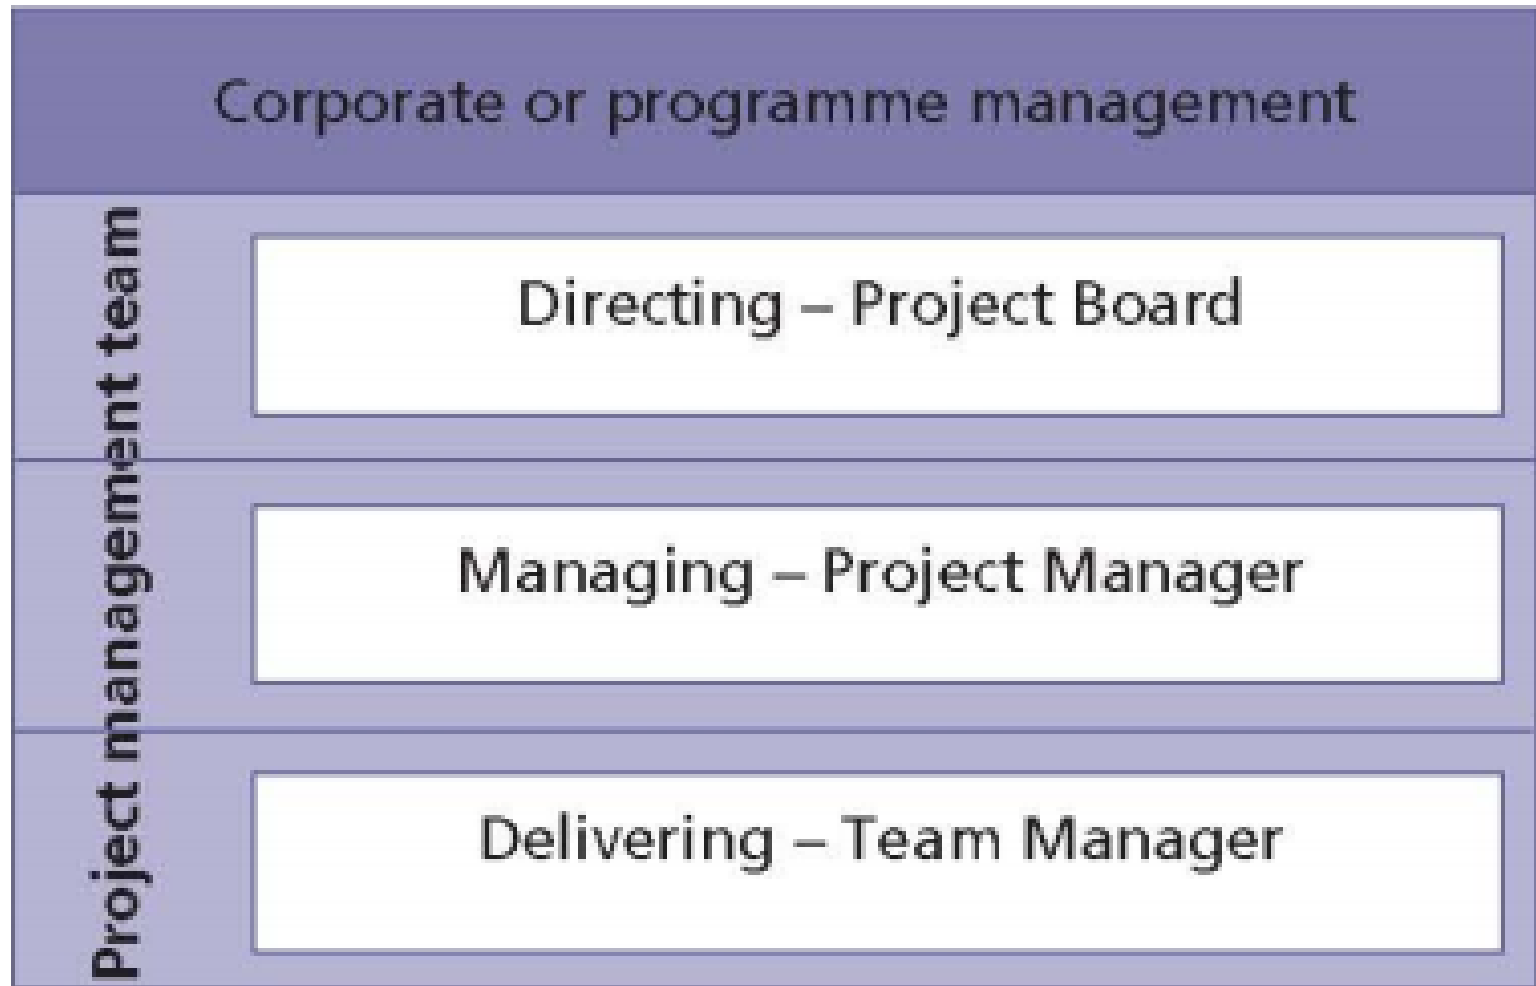 Corporate or programme management
Project management team
Directing – Project Board
Managing – Project Manager
Delivering – Team Manager